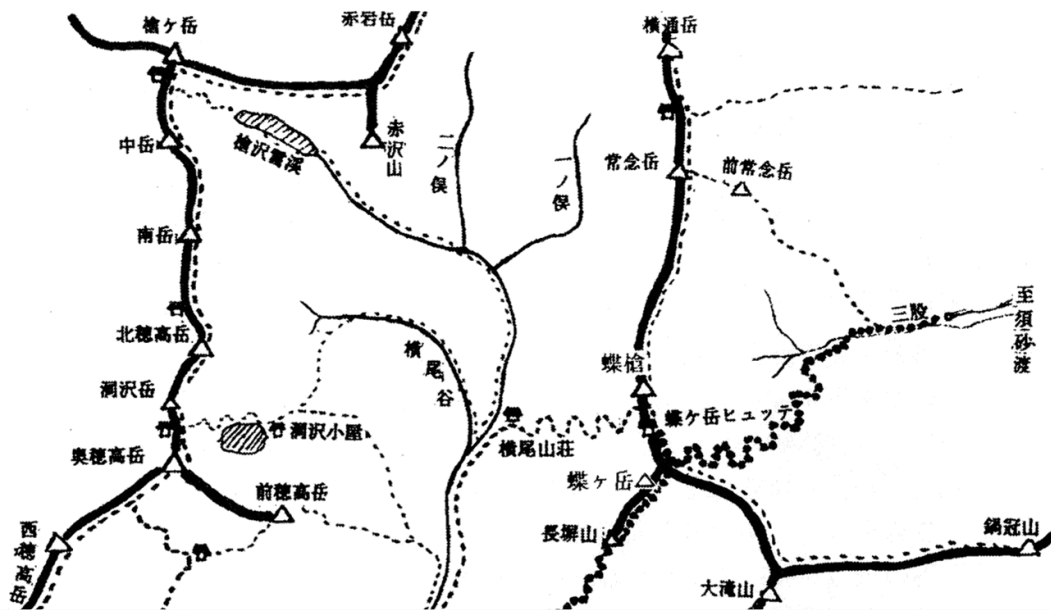 槍ケ岳
赤岩岳
横通岳
中岳
槍沢雪渓
赤沢山
二ノ俣
一ノ俣
常念岳
前常念岳
南岳
三股
至須砂渡
北穂高岳
横尾谷
蝶槍
涸沢岳
涸沢小屋
横尾山荘
蝶ケ岳ヒュッテ
奥穂高岳
前穂高岳
蝶ケ岳
西穂高岳
長塀山
鍋冠山
大滝山